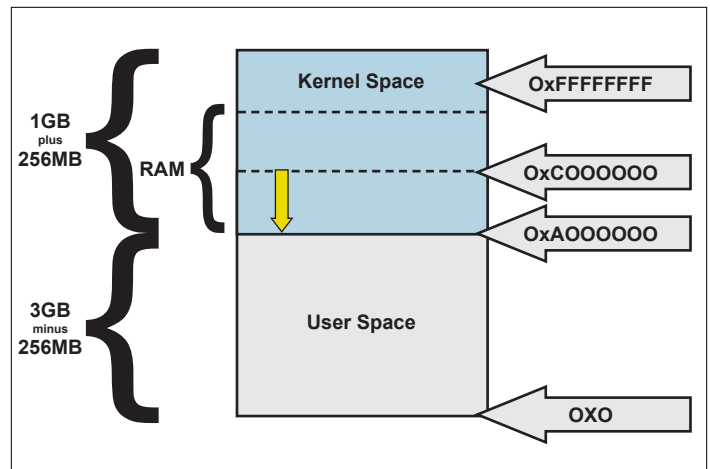 Kernel Space
OxFFFFFFFF
1GB
plus
256MB
RAM
OxCOOOOOO
OxAOOOOOO
3GB
minus
256MB
User Space
OXO